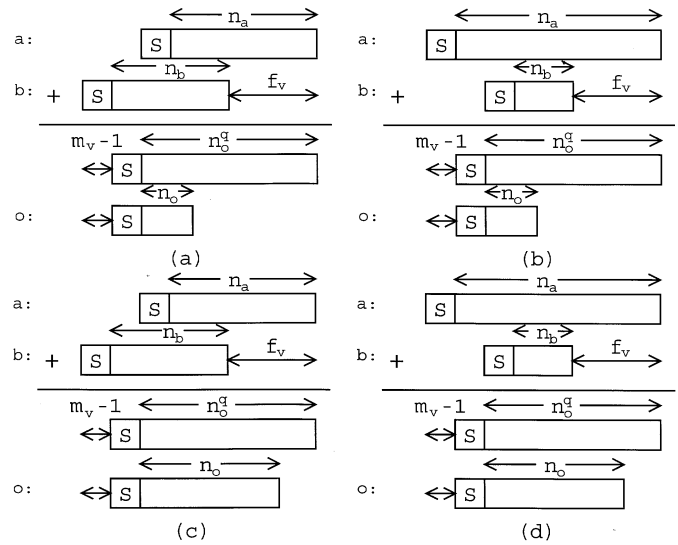 a: S n_a
b: + S n_b f_v
m_v-1 S n_o^q
o: S n_o
(a)
a: S n_a
b: + S n_b f_v
m_v-1 S n_o^q
o: S n_o
(b)
a: S n_a
b: + S n_b f_v
m_v-1 S n_o^q
o: S n_o
(c)
a: S n_a
b: + S n_b f_v
m_v-1 S n_o^q
o: S n_o
(d)